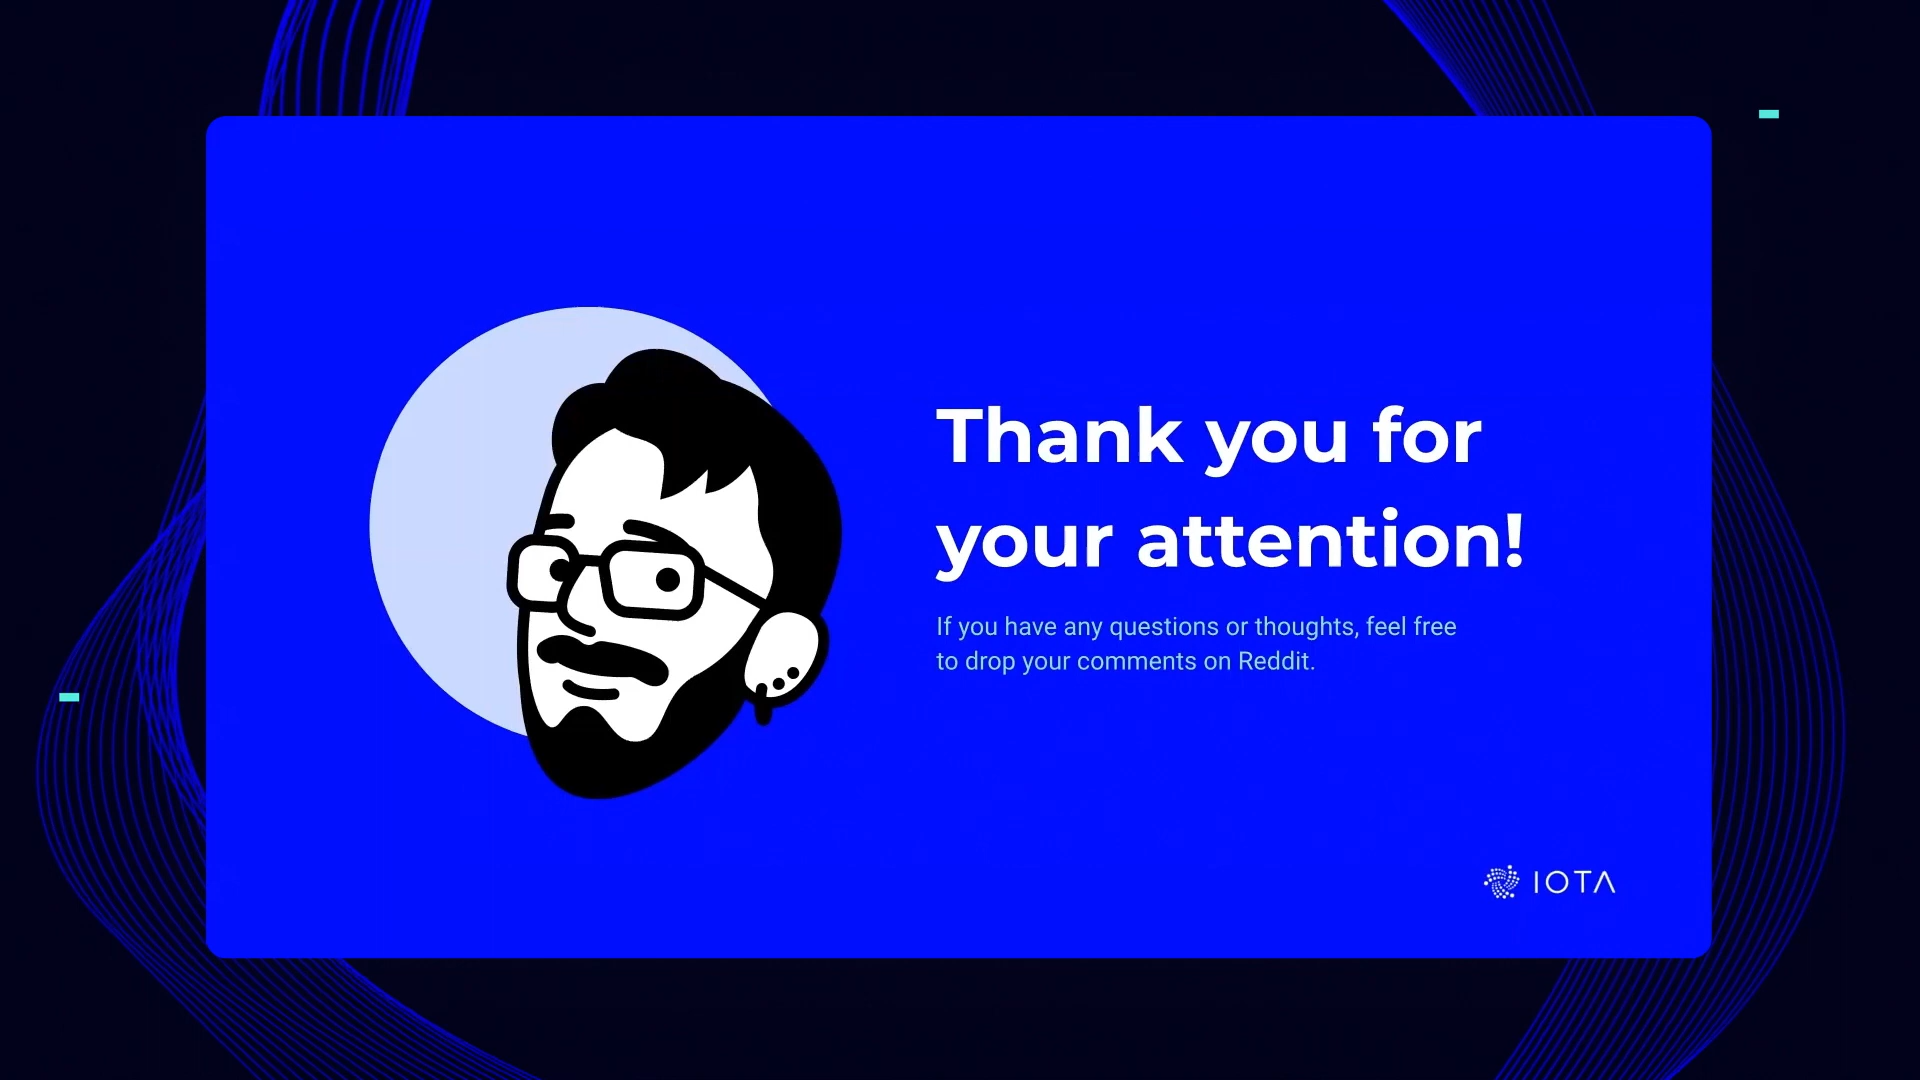 Thank you for
your attention!
If you have any questions or thoughts, feel free
to drop your comments on Reddit.
IOTA